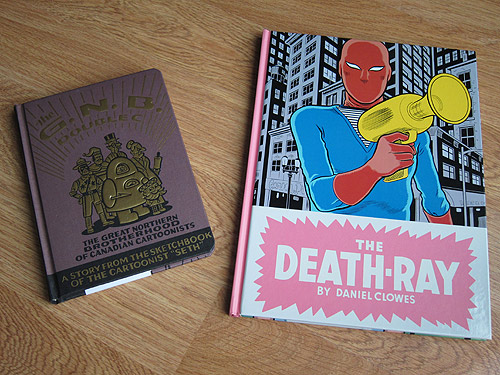 the
G. N. B.
DOUBLE C
THE GREAT NORTHERN
BROTHERHOOD
OF CANADIAN CARTOONISTS
A STORY FROM THE SKETCHBOOK
OF THE CARTOONIST "SETH"
THE
DEATH-RAY
BY DANIEL CLOWES